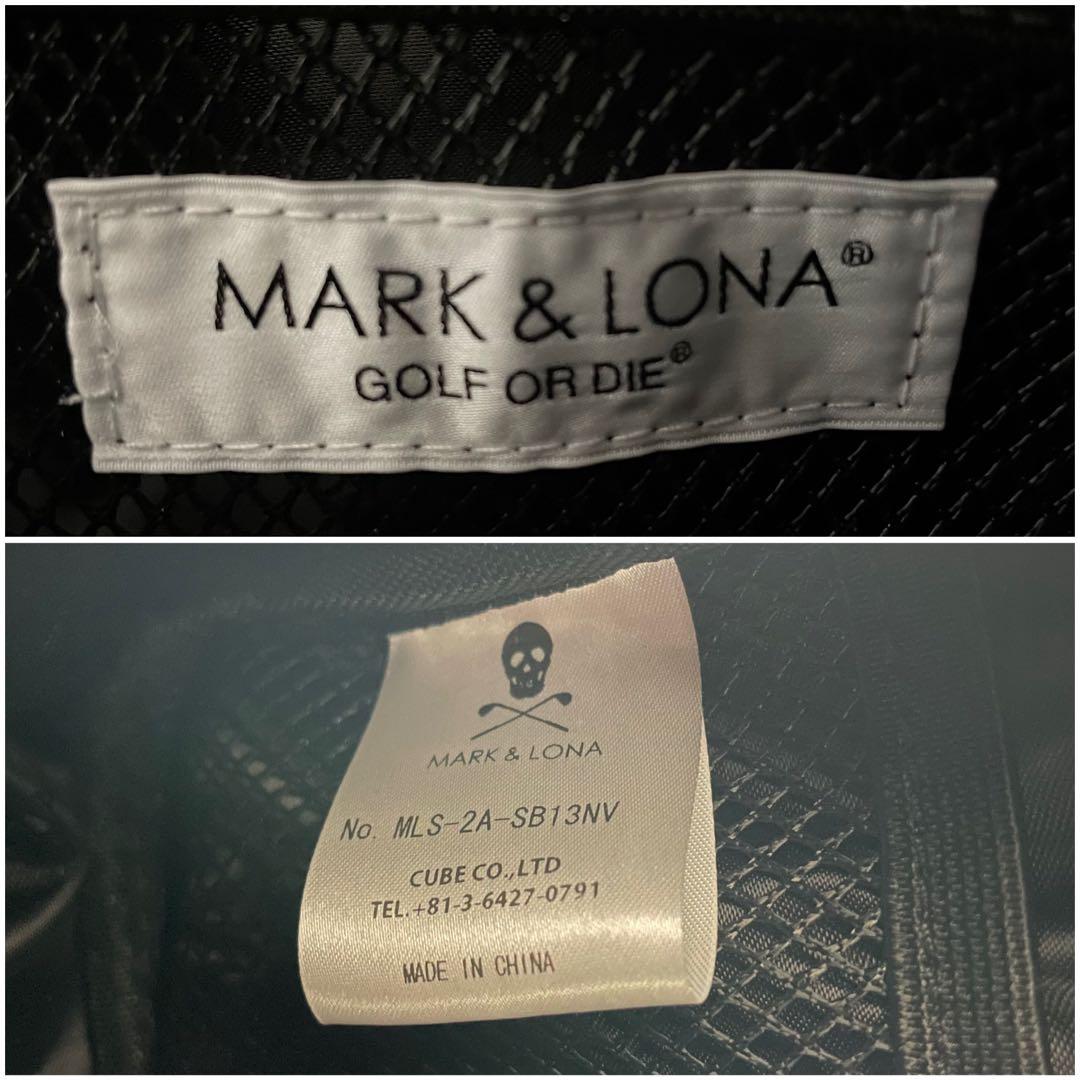 MARK & LONA®
GOLF OR DIE®
MARK & LONA
No. MLS-2A-SB13NV
CUBE CO.,LTD
TEL.+81-3-6427-0791
MADE IN CHINA